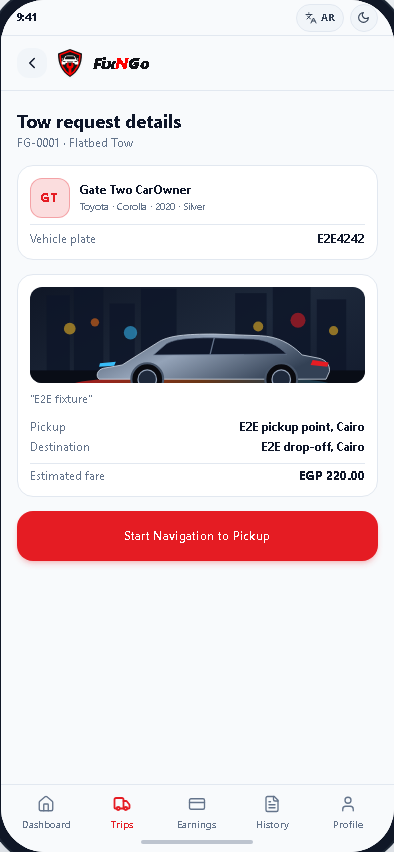 9:41
AR
FixNGo
Tow request details
FG-0001 · Flatbed Tow
GT
Gate Two CarOwner
Toyota · Corolla · 2020 · Silver
Vehicle plate E2E4242
"E2E fixture"
Pickup E2E pickup point, Cairo
Destination E2E drop-off, Cairo
Estimated fare EGP 220.00
Start Navigation to Pickup
Dashboard Trips Earnings History Profile